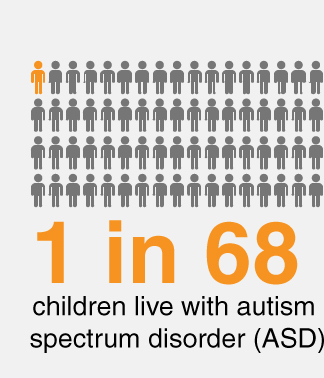 1 in 68
children live with autism
spectrum disorder (ASD)